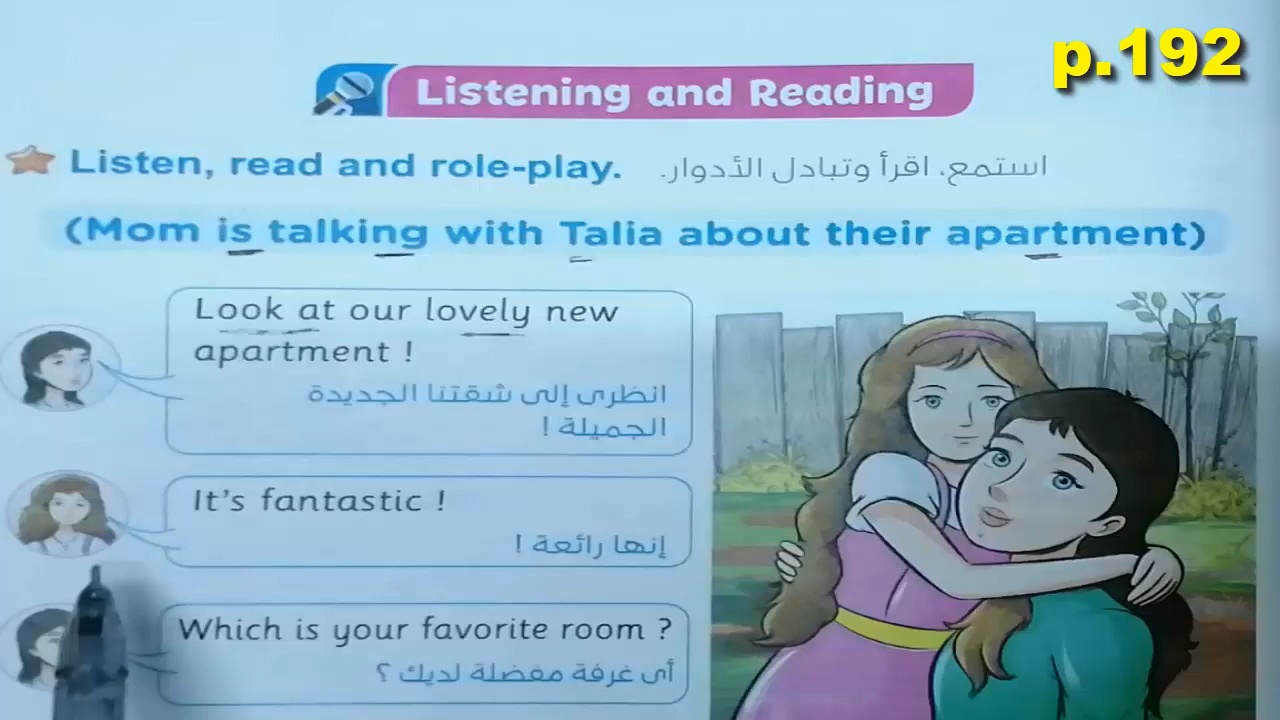 p.192
Listening and Reading
Listen, read and role-play. استمع، اقرأ وتبادل الأدوار.
(Mom is talking with Talia about their apartment)
Look at our lovely new
apartment !
انظرى إلى شقتنا الجديدة
الجميلة !
It's fantastic !
إنها رائعة !
Which is your favorite room ?
أى غرفة مفضلة لديك ؟